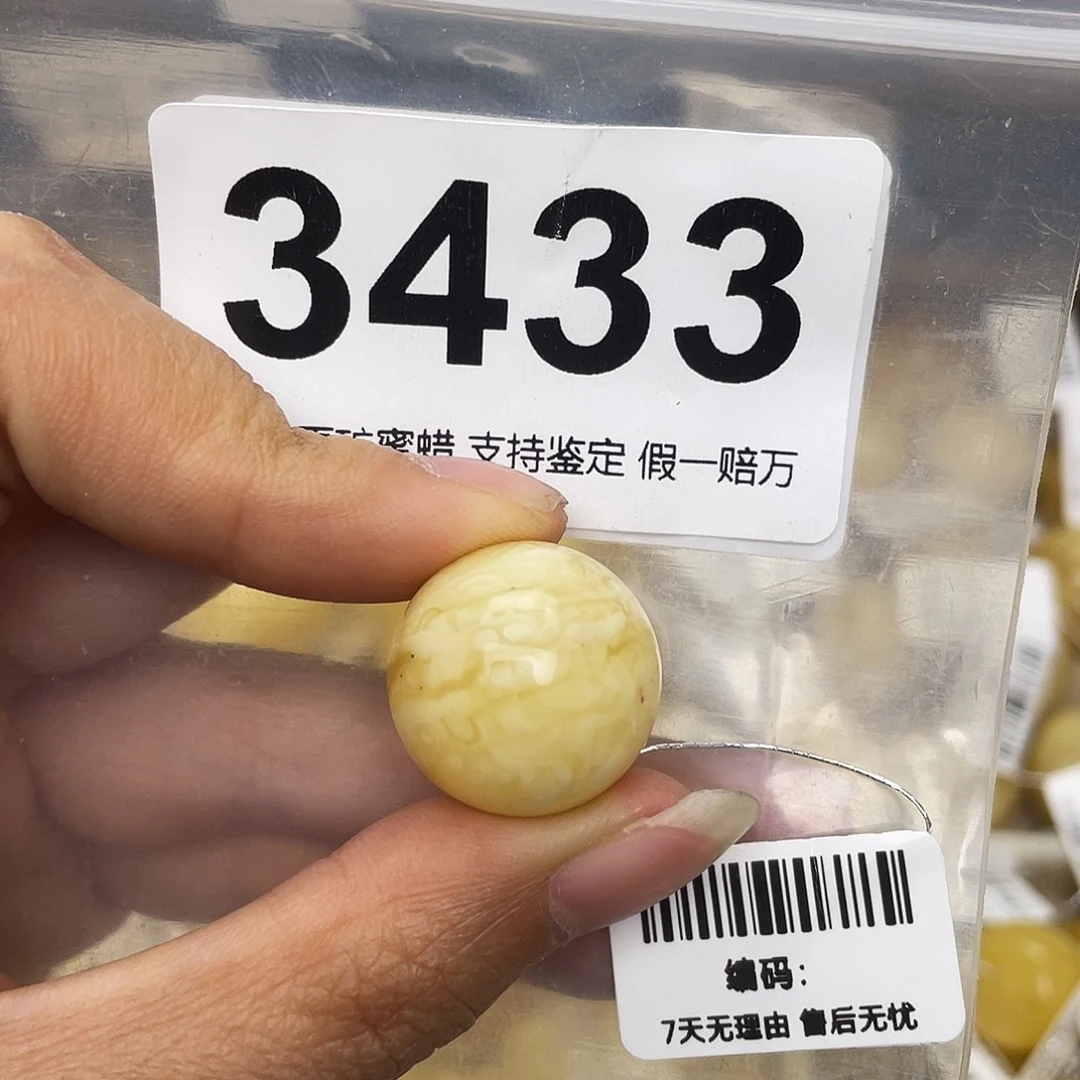 3433
蜜蜡 支持鉴定 假一赔万
编码：
7天无理由 售后无忧